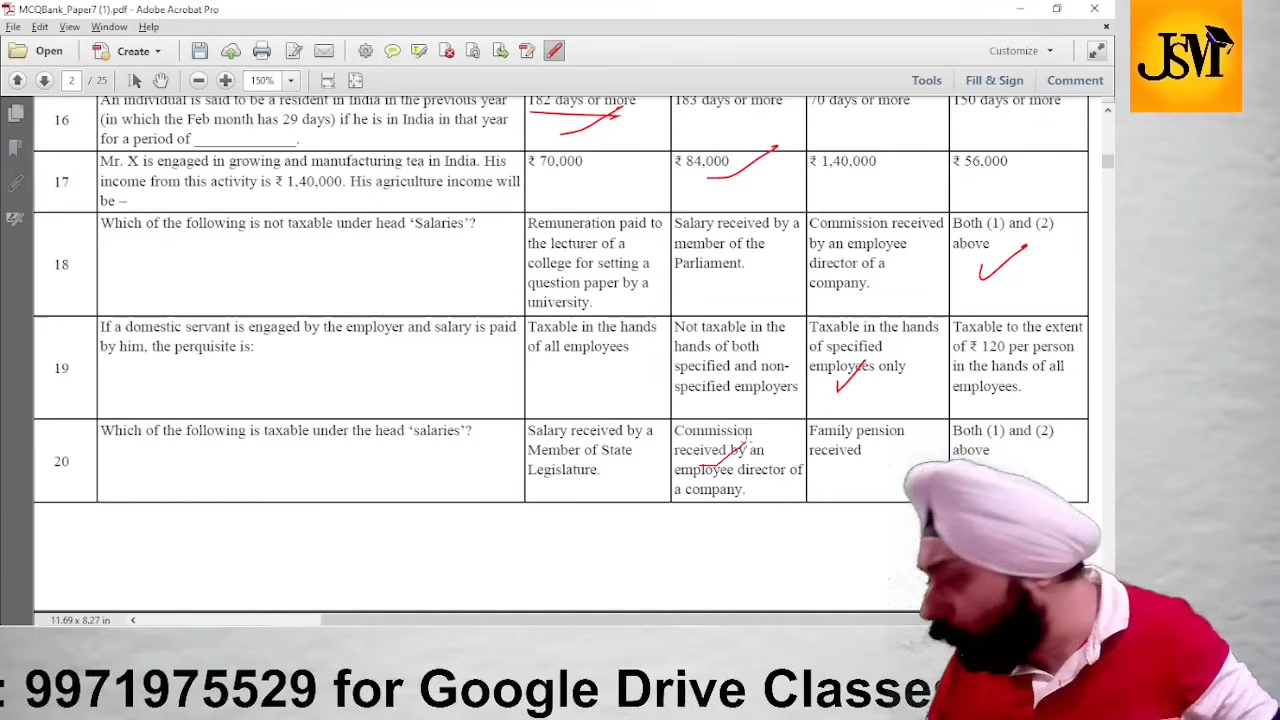 MCQBank_Paper7 (1).pdf - Adobe Acrobat Pro
File Edit View Window Help
Open Create Customize
2 / 25 150% Tools Fill & Sign Comment
16
An individual is said to be a resident in India in the previous year
(in which the Feb month has 29 days) if he is in India in that year
for a period of ______________.
182 days or more
183 days or more
70 days or more
150 days or more
17
Mr. X is engaged in growing and manufacturing tea in India. His
income from this activity is ₹ 1,40,000. His agriculture income will
be –
₹ 70,000
₹ 84,000
₹ 1,40,000
₹ 56,000
18
Which of the following is not taxable under head ‘Salaries’?
Remuneration paid to
the lecturer of a
college for setting a
question paper by a
university.
Salary received by a
member of the
Parliament.
Commission received
by an employee
director of a
company.
Both (1) and (2)
above
19
If a domestic servant is engaged by the employer and salary is paid
by him, the perquisite is:
Taxable in the hands
of all employees
Not taxable in the
hands of both
specified and non-
specified employers
Taxable in the hands
of specified
employees only
Taxable to the extent
of ₹ 120 per person
in the hands of all
employees.
20
Which of the following is taxable under the head ‘salaries’?
Salary received by a
Member of State
Legislature.
Commission
received by an
employee director of
a company.
Family pension
received
Both (1) and (2)
above
11.69 x 8.27 in
: 9971975529 for Google Drive Classes
JSM